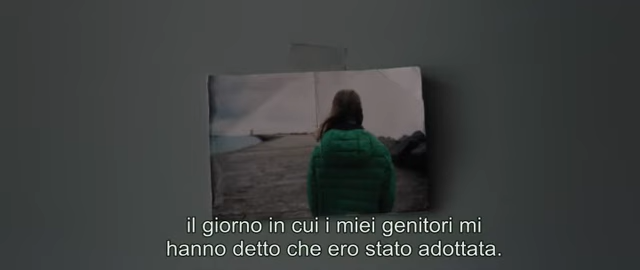 il giorno in cui i miei genitori mi
hanno detto che ero stato adottata.